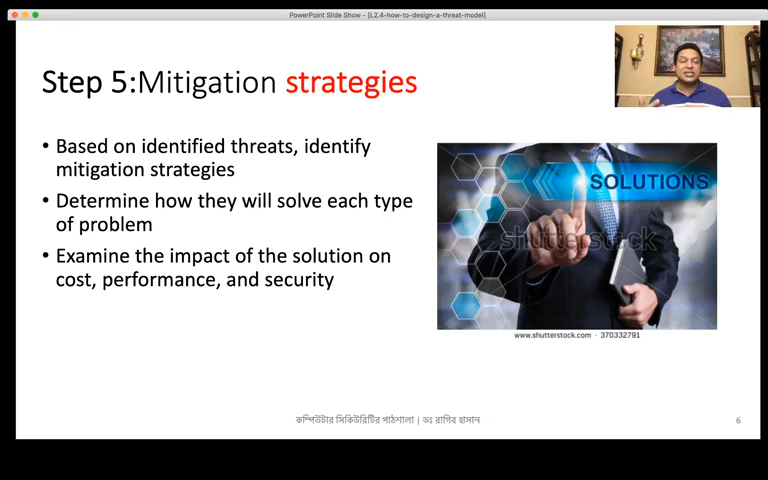 PowerPoint Slide Show - [L2.4-how-to-design-a-threat-model]
Step 5:Mitigation strategies
• Based on identified threats, identify
mitigation strategies
• Determine how they will solve each type
of problem
• Examine the impact of the solution on
cost, performance, and security
SOLUTIONS
shutterstock
www.shutterstock.com · 370332791
কম্পিউটার সিকিউরিটির পাঠশালা | ডঃ রাগিব হাসান
6